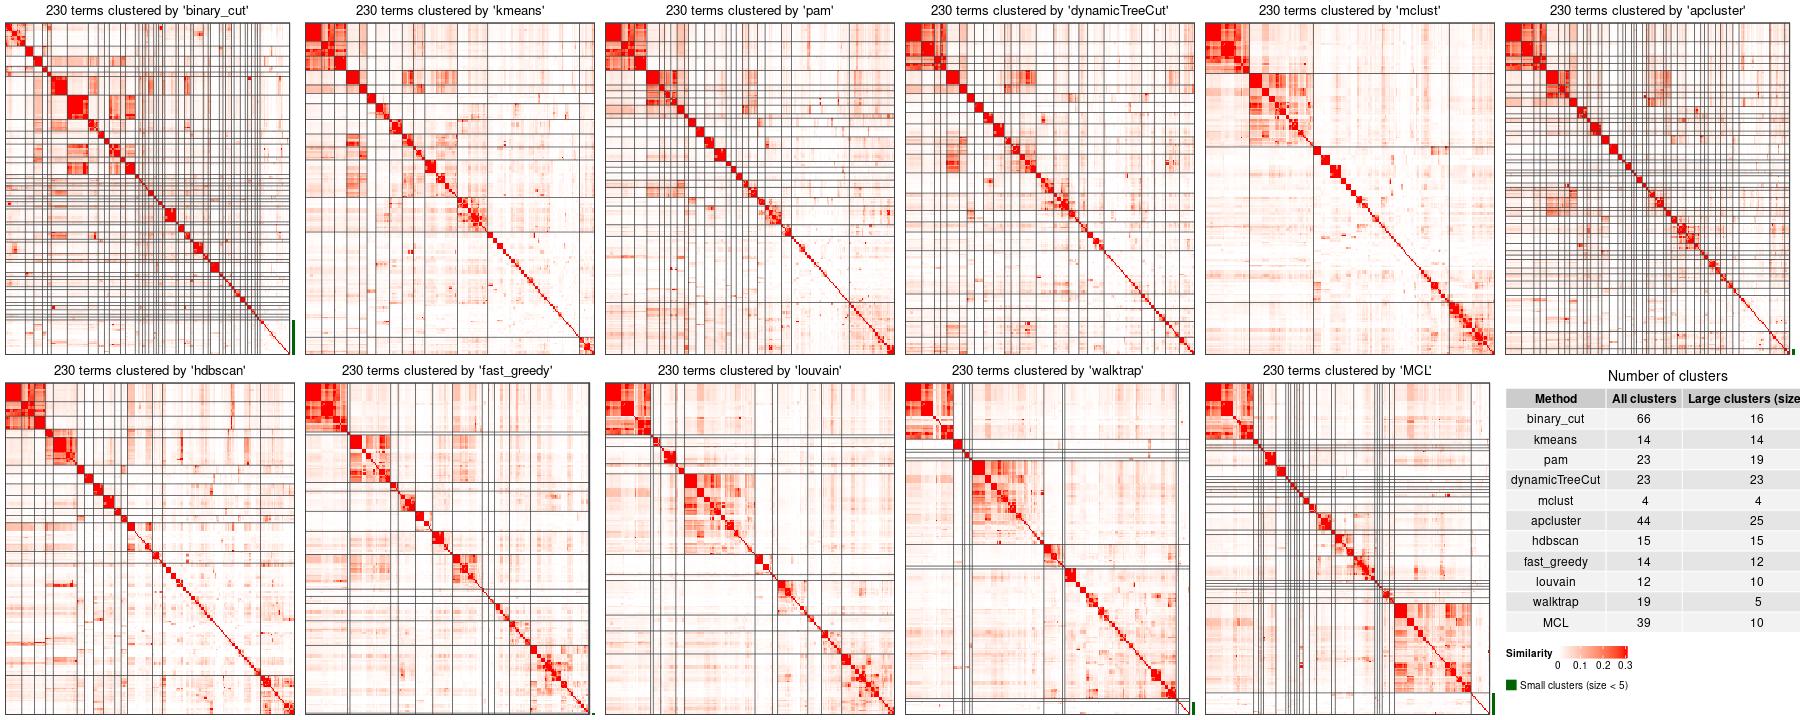 230 terms clustered by 'binary_cut'
230 terms clustered by 'kmeans'
230 terms clustered by 'pam'
230 terms clustered by 'dynamicTreeCut'
230 terms clustered by 'mclust'
230 terms clustered by 'apcluster'
230 terms clustered by 'hdbscan'
230 terms clustered by 'fast_greedy'
230 terms clustered by 'louvain'
230 terms clustered by 'walktrap'
230 terms clustered by 'MCL'
Number of clusters
Method All clusters Large clusters (size
binary_cut 66 16
kmeans 14 14
pam 23 19
dynamicTreeCut 23 23
mclust 4 4
apcluster 44 25
hdbscan 15 15
fast_greedy 14 12
louvain 12 10
walktrap 19 5
MCL 39 10
Similarity
0 0.1 0.2 0.3
Small clusters (size < 5)